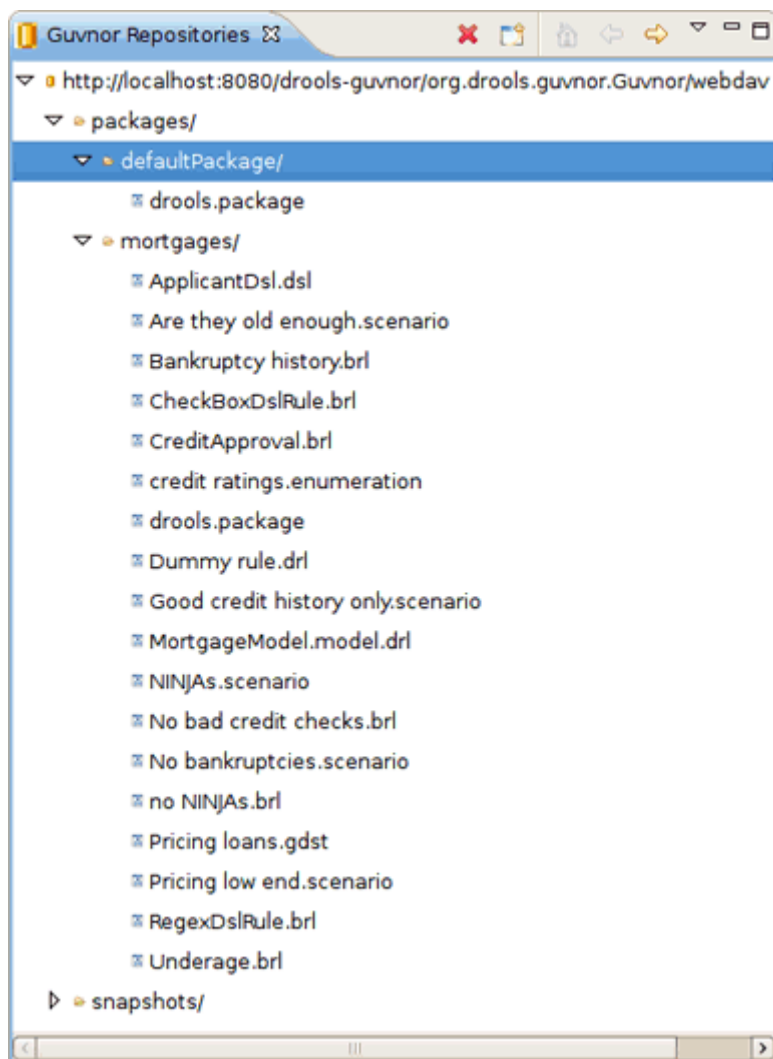 Guvnor Repositories
http://localhost:8080/drools-guvnor/org.drools.guvnor.Guvnor/webdav
packages/
defaultPackage/
drools.package
mortgages/
ApplicantDsl.dsl
Are they old enough.scenario
Bankruptcy history.brl
CheckBoxDslRule.brl
CreditApproval.brl
credit ratings.enumeration
drools.package
Dummy rule.drl
Good credit history only.scenario
MortgageModel.model.drl
NINJAs.scenario
No bad credit checks.brl
No bankruptcies.scenario
no NINJAs.brl
Pricing loans.gdst
Pricing low end.scenario
RegexDslRule.brl
Underage.brl
snapshots/